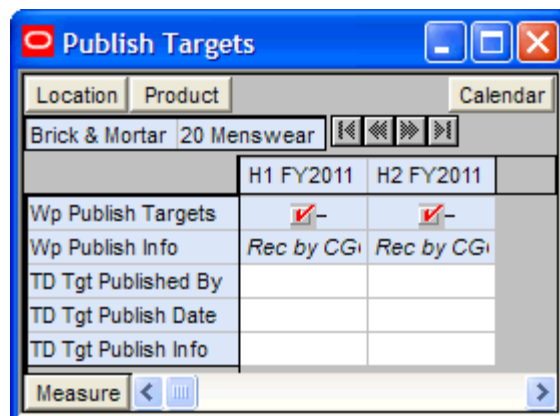 Publish Targets
Location Product Calendar
Brick & Mortar 20 Menswear
H1 FY2011 H2 FY2011
Wp Publish Targets – –
Wp Publish Info Rec by CG Rec by CG
TD Tgt Published By
TD Tgt Publish Date
TD Tgt Publish Info
Measure